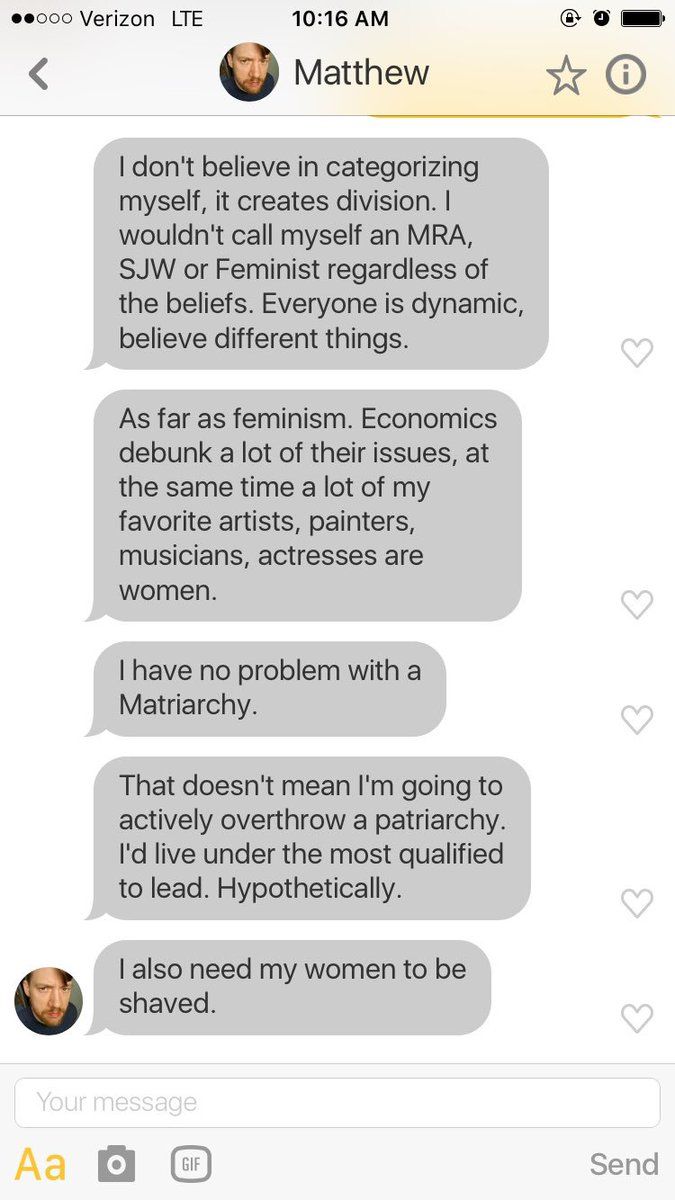 Verizon LTE 10:16 AM
Matthew
I don't believe in categorizing
myself, it creates division. I
wouldn't call myself an MRA,
SJW or Feminist regardless of
the beliefs. Everyone is dynamic,
believe different things.
As far as feminism. Economics
debunk a lot of their issues, at
the same time a lot of my
favorite artists, painters,
musicians, actresses are
women.
I have no problem with a
Matriarchy.
That doesn't mean I'm going to
actively overthrow a patriarchy.
I'd live under the most qualified
to lead. Hypothetically.
I also need my women to be
shaved.
Your message
Aa GIF Send